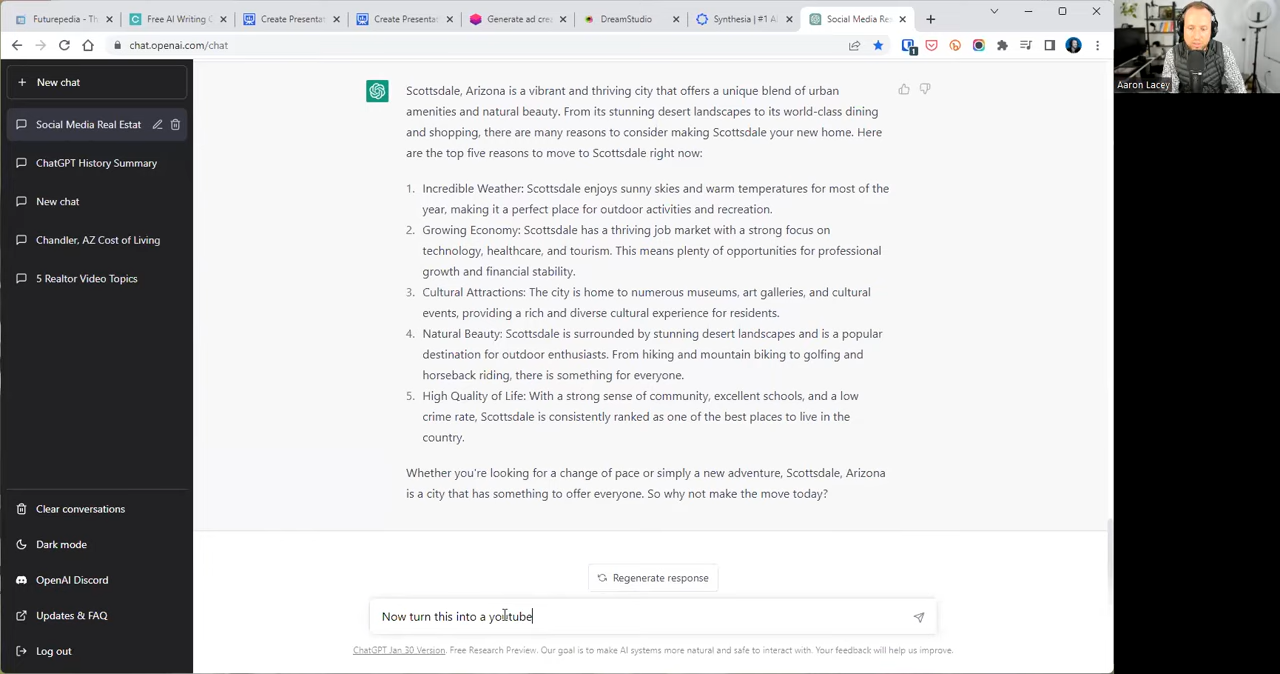 Futurepedia - Th
Free AI Writing G
Create Presentat
Create Presentat
Generate ad crea
DreamStudio
Synthesia | #1 AI
Social Media Res
chat.openai.com/chat
1
Aaron Lacey
New chat
Social Media Real Estat
ChatGPT History Summary
New chat
Chandler, AZ Cost of Living
5 Realtor Video Topics
Clear conversations
Dark mode
OpenAI Discord
Updates & FAQ
Log out
Scottsdale, Arizona is a vibrant and thriving city that offers a unique blend of urban
amenities and natural beauty. From its stunning desert landscapes to its world-class dining
and shopping, there are many reasons to consider making Scottsdale your new home. Here
are the top five reasons to move to Scottsdale right now:
1. Incredible Weather: Scottsdale enjoys sunny skies and warm temperatures for most of the
year, making it a perfect place for outdoor activities and recreation.
2. Growing Economy: Scottsdale has a thriving job market with a strong focus on
technology, healthcare, and tourism. This means plenty of opportunities for professional
growth and financial stability.
3. Cultural Attractions: The city is home to numerous museums, art galleries, and cultural
events, providing a rich and diverse cultural experience for residents.
4. Natural Beauty: Scottsdale is surrounded by stunning desert landscapes and is a popular
destination for outdoor enthusiasts. From hiking and mountain biking to golfing and
horseback riding, there is something for everyone.
5. High Quality of Life: With a strong sense of community, excellent schools, and a low
crime rate, Scottsdale is consistently ranked as one of the best places to live in the
country.
Whether you're looking for a change of pace or simply a new adventure, Scottsdale, Arizona
is a city that has something to offer everyone. So why not make the move today?
Regenerate response
Now turn this into a youtube
ChatGPT Jan 30 Version. Free Research Preview. Our goal is to make AI systems more natural and safe to interact with. Your feedback will help us improve.